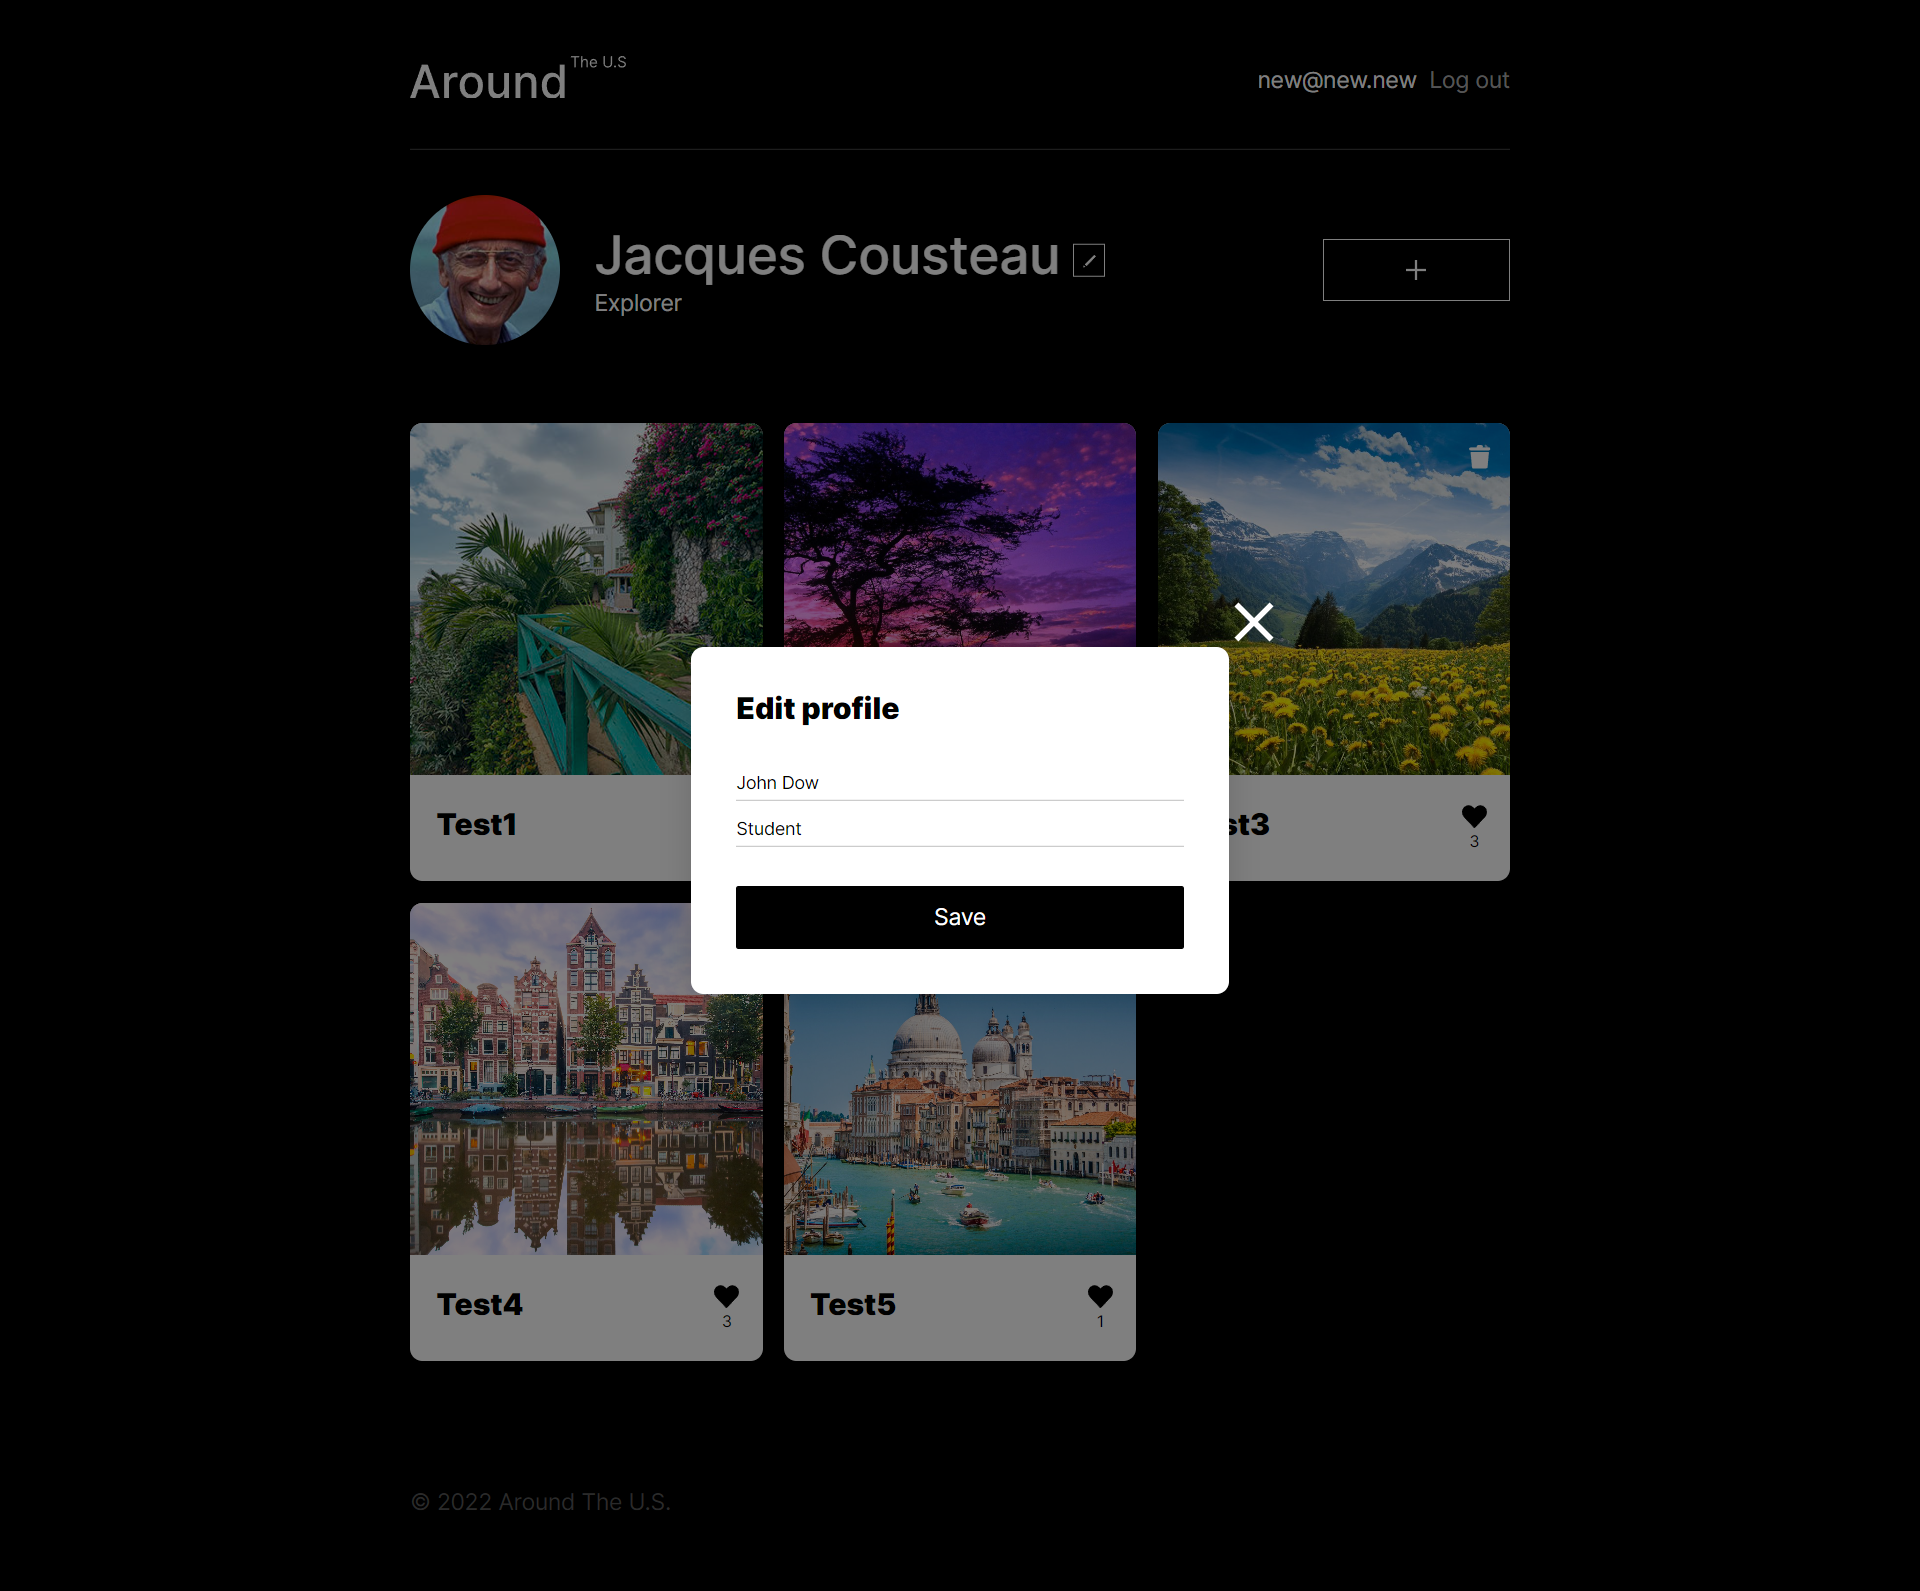 Around The U.S
new@new.new Log out
Jacques Cousteau
Explorer
Edit profile
John Dow
Student
Save
Test1
st3
3
Test4
3
Test5
1
© 2022 Around The U.S.